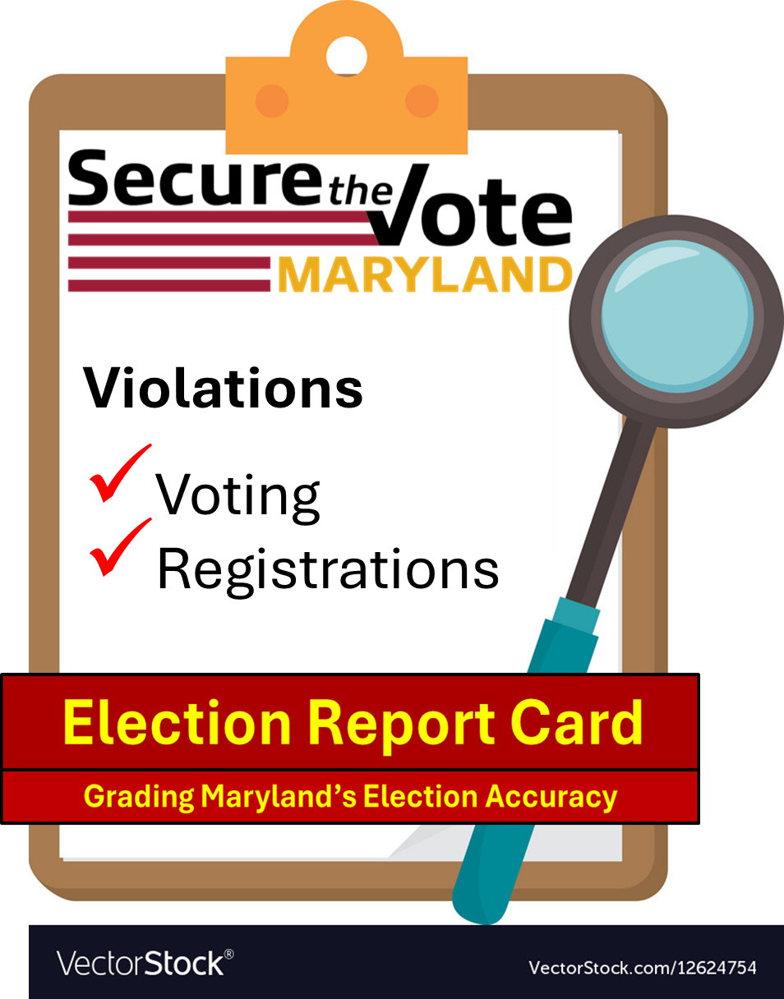 Secure the Vote
MARYLAND
Violations
✓ Voting
✓ Registrations
Election Report Card
Grading Maryland’s Election Accuracy
VectorStock®
VectorStock.com/12624754